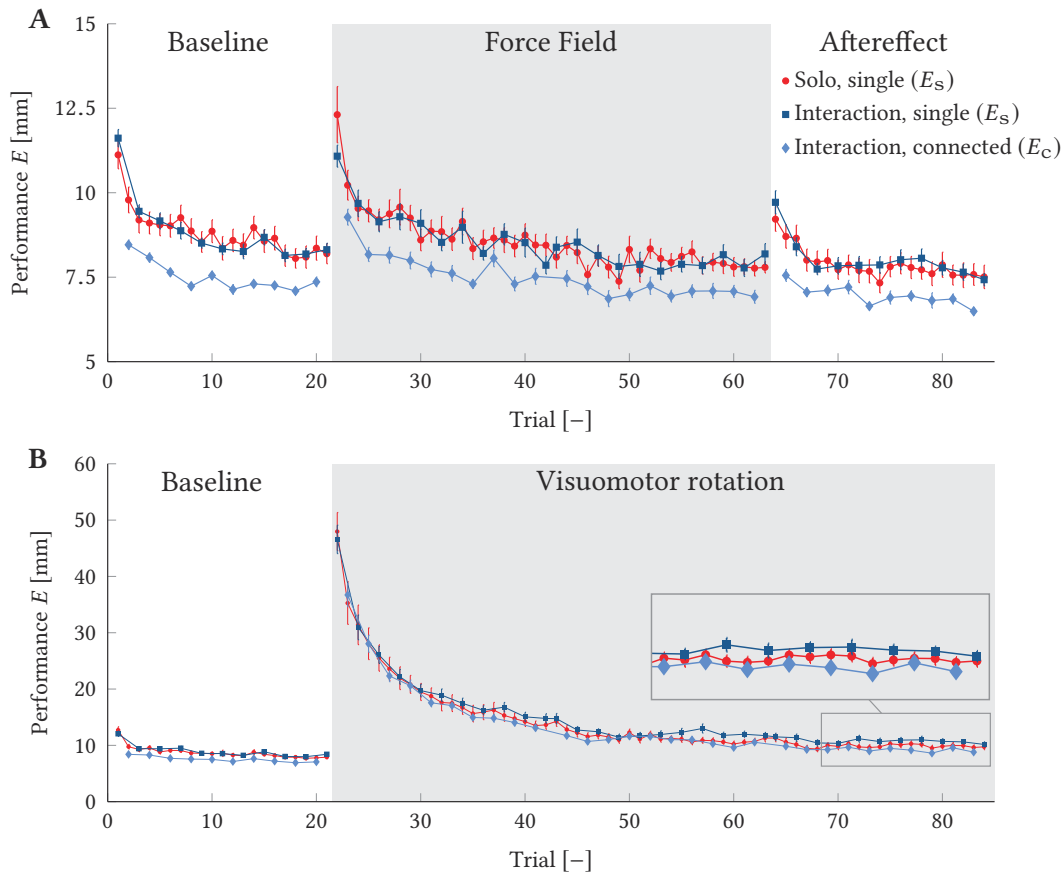 A
15
Baseline
Force Field
Aftereffect
Solo, single (Es)
12.5
Interaction, single (Es)
Interaction, connected (Ec)
Performance E [mm]
10
7.5
5
0
10
20
30
40
50
60
70
80
Trial [–]
B
60
Baseline
Visuomotor rotation
50
Performance E [mm]
40
30
20
10
0
0
10
20
30
40
50
60
70
80
Trial [–]